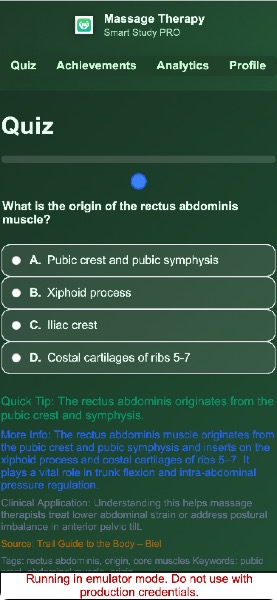 Massage Therapy
Smart Study PRO
Quiz Achievements Analytics Profile
Quiz
What is the origin of the rectus abdominis
muscle?
A. Pubic crest and pubic symphysis
B. Xiphoid process
C. Iliac crest
D. Costal cartilages of ribs 5-7
Quick Tip: The rectus abdominis originates from the
pubic crest and symphysis.
More Info: The rectus abdominis muscle originates from
the pubic crest and pubic symphysis and inserts on the
xiphoid process and costal cartilages of ribs 5–7. It
plays a vital role in trunk flexion and intra-abdominal
pressure regulation.
Clinical Application: Understanding this helps massage
therapists treat lower abdominal strain or address postural
imbalance in anterior pelvic tilt.
Source: Trail Guide to the Body – Biel
Tags: rectus abdominis, origin, core muscles Keywords: pubic
Running in emulator mode. Do not use with
production credentials.